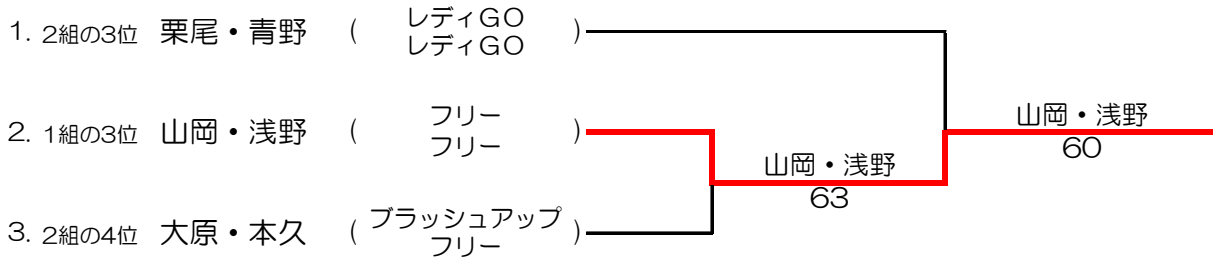 1. 2組の3位 栗尾・青野 ( レディGO )
レディGO
2. 1組の3位 山岡・浅野 ( フリー )
フリー
3. 2組の4位 大原・本久 ( ブラッシュアップ )
フリー
山岡・浅野
63
山岡・浅野
60